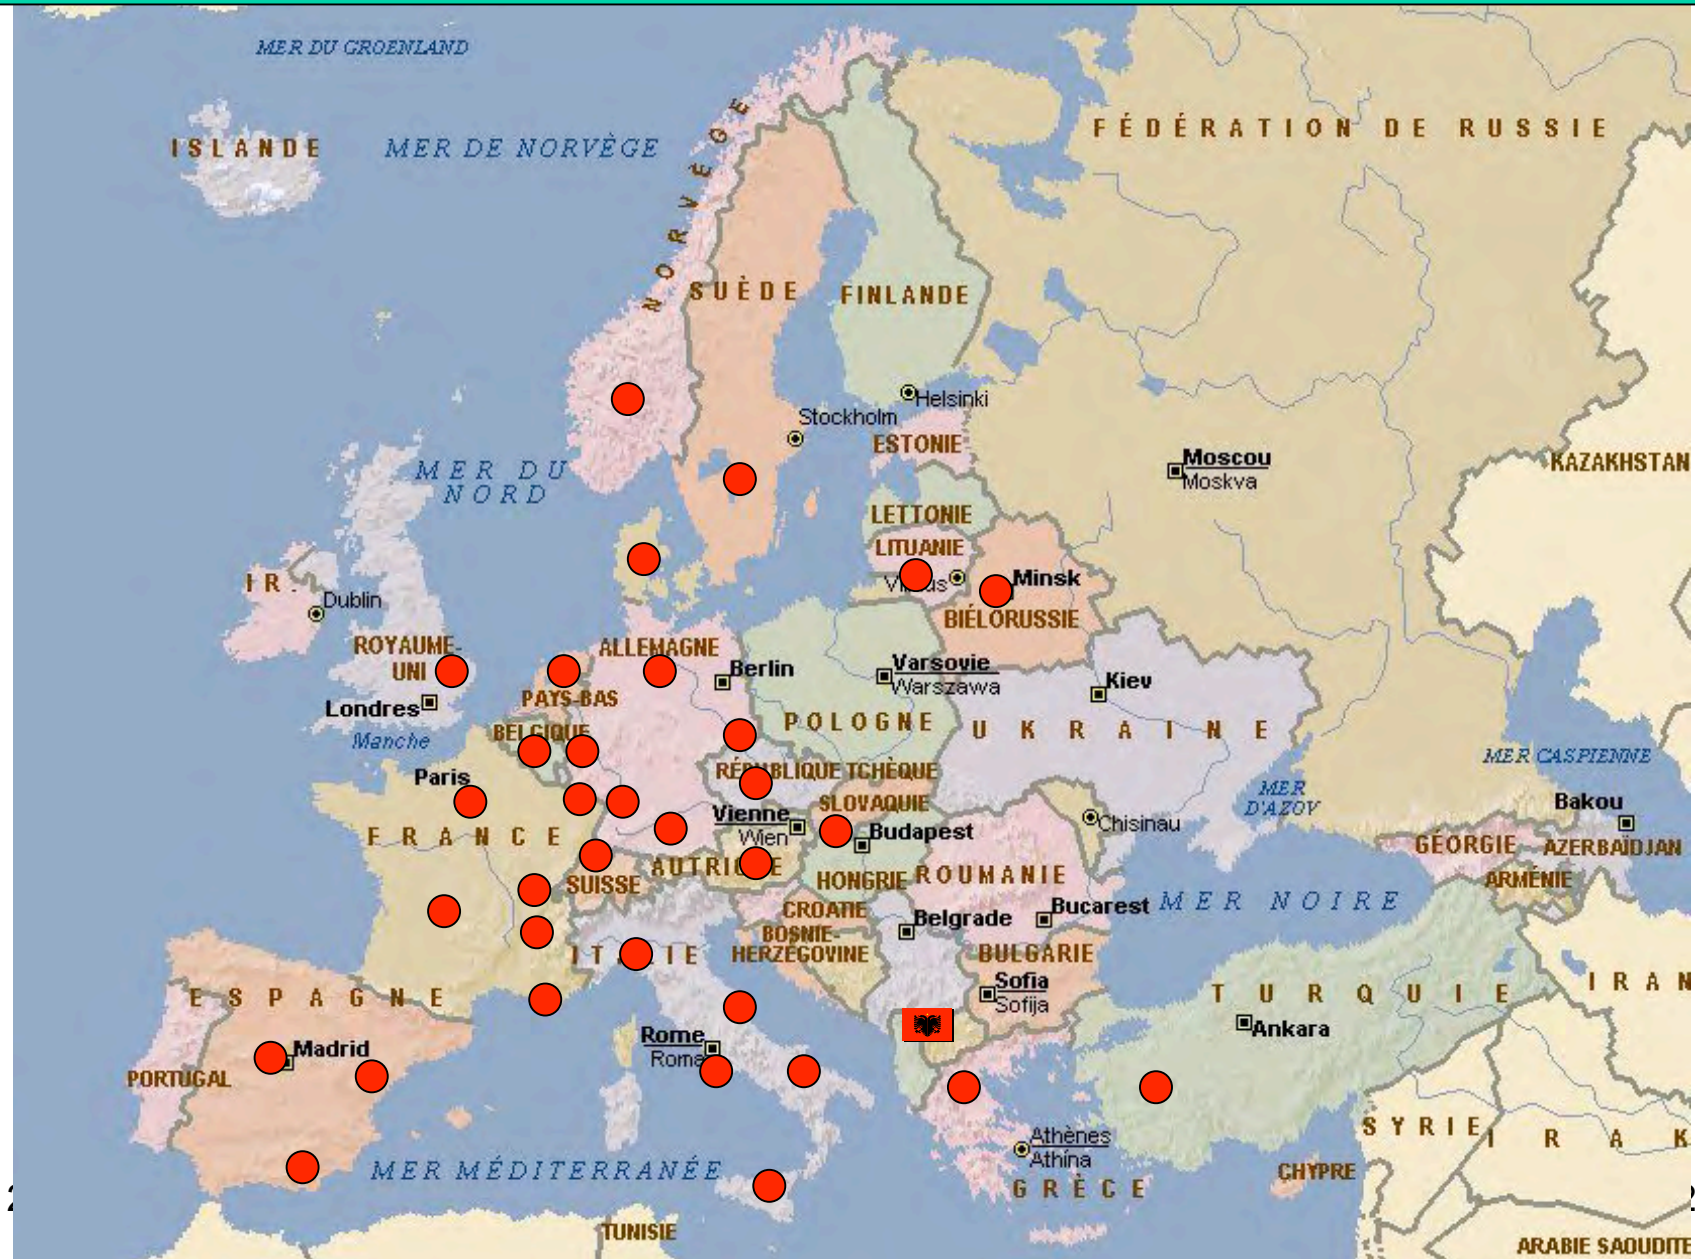 MER DU GROENLAND
ISLANDE
MER DE NORVÈGE
NORVÈGE
FÉDÉRATION DE RUSSIE
SUÈDE
FINLANDE
Helsinki
Stockholm
ESTONIE
MER DU
NORD
Moscou
Moskva
KAZAKHSTAN
LETTONIE
LITUANIE
Minsk
BIÉLORUSSIE
IR.
Dublin
ROYAUME-
UNI
Londres
Manche
ALLEMAGNE
Berlin
PAYS-BAS
BELGIQUE
Varsovie
Warszawa
POLOGNE
Kiev
UKRAINE
Paris
FRANCE
RÉPUBLIQUE TCHÈQUE
SLOVAQUIE
Vienne
Wien
Budapest
Chisinau
MER
D'AZOV
MER CASPIENNE
Bakou
GÉORGIE
AZERBAÏDJAN
ARMÉNIE
SUISSE
AUTRICHE
HONGRIE
ROUMANIE
CROATIE
BOSNIE-
HERZÉGOVINE
Belgrade
Bucarest
MER NOIRE
ITALIE
BULGARIE
Sofia
Sofija
ESPAGNE
Madrid
PORTUGAL
Rome
Roma
TURQUIE
Ankara
IRAN
SYRIE
IRAK
Athènes
Athína
GRÈCE
CHYPRE
MER MÉDITERRANÉE
TUNISIE
ARABIE SAOUDITE